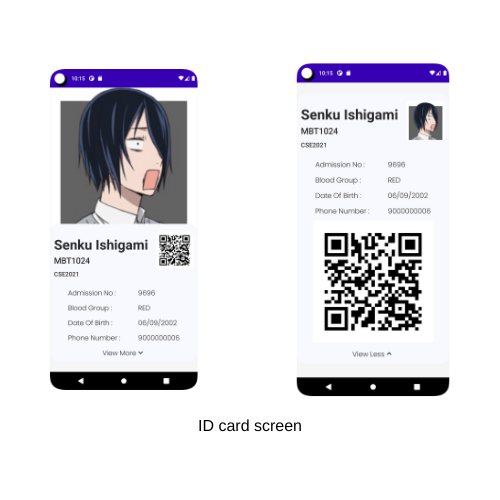 10:15
Senku Ishigami
MBT1024
CSE2021
Admission No : 9696
Blood Group : RED
Date Of Birth : 06/09/2002
Phone Number : 9000000006
View More
10:15
Senku Ishigami
MBT1024
CSE2021
Admission No : 9696
Blood Group : RED
Date Of Birth : 06/09/2002
Phone Number : 9000000006
View Less
ID card screen